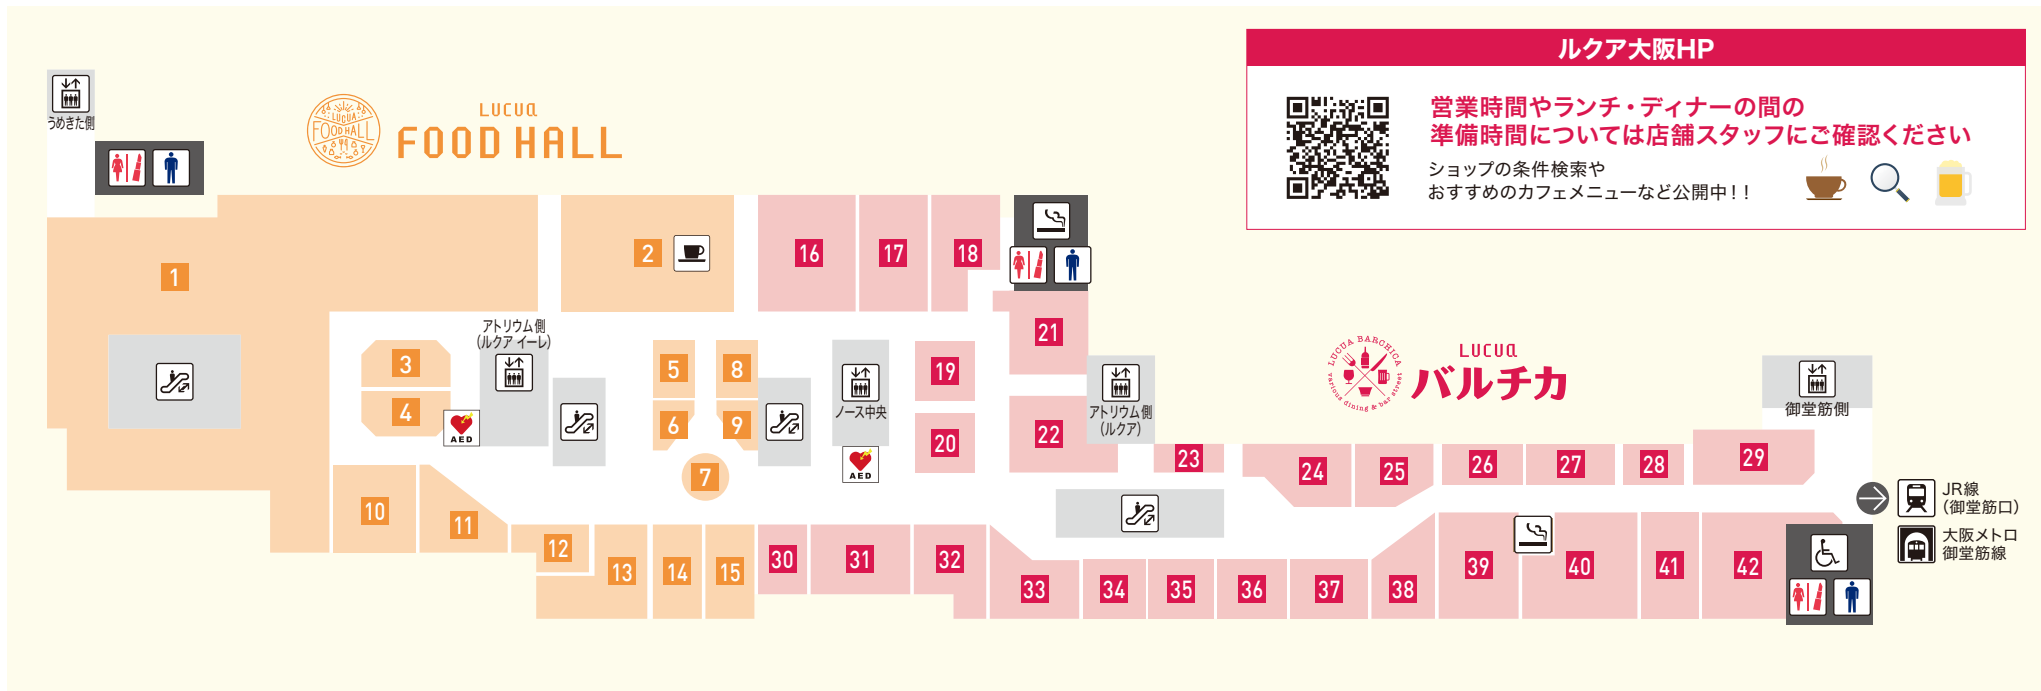 ルクア大阪HP
営業時間やランチ・ディナーの間の
準備時間については店舗スタッフにご確認ください
ショップの条件検索や
おすすめのカフェメニューなど公開中！！
うめきた側
LUCUA
FOOD HALL
LUCUA
FOOD HALL
1
2
16
17
18
21
アトリウム側
（ルクア イーレ）
3
4
AED
5
8
6
9
7
ノース中央
AED
19
20
22
アトリウム側
（ルクア）
LUCUA BARCHICA
various dining & bar street
LUCUA
バルチカ
御堂筋側
23
24
25
26
27
28
29
JR線
（御堂筋口）
大阪メトロ
御堂筋線
10
11
12
13
14
15
30
31
32
33
34
35
36
37
38
39
40
41
42